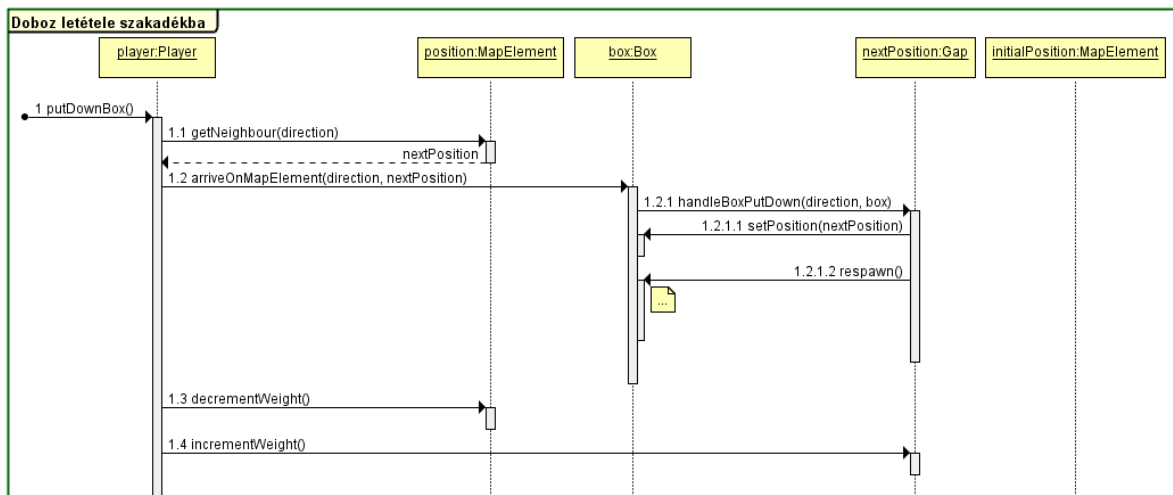 Doboz letétele szakadékba
player:Player
position:MapElement
box:Box
nextPosition:Gap
initialPosition:MapElement
1 putDownBox()
1.1 getNeighbour(direction)
nextPosition
1.2 arriveOnMapElement(direction, nextPosition)
1.2.1 handleBoxPutDown(direction, box)
1.2.1.1 setPosition(nextPosition)
1.2.1.2 respawn()
...
1.3 decrementWeight()
1.4 incrementWeight()